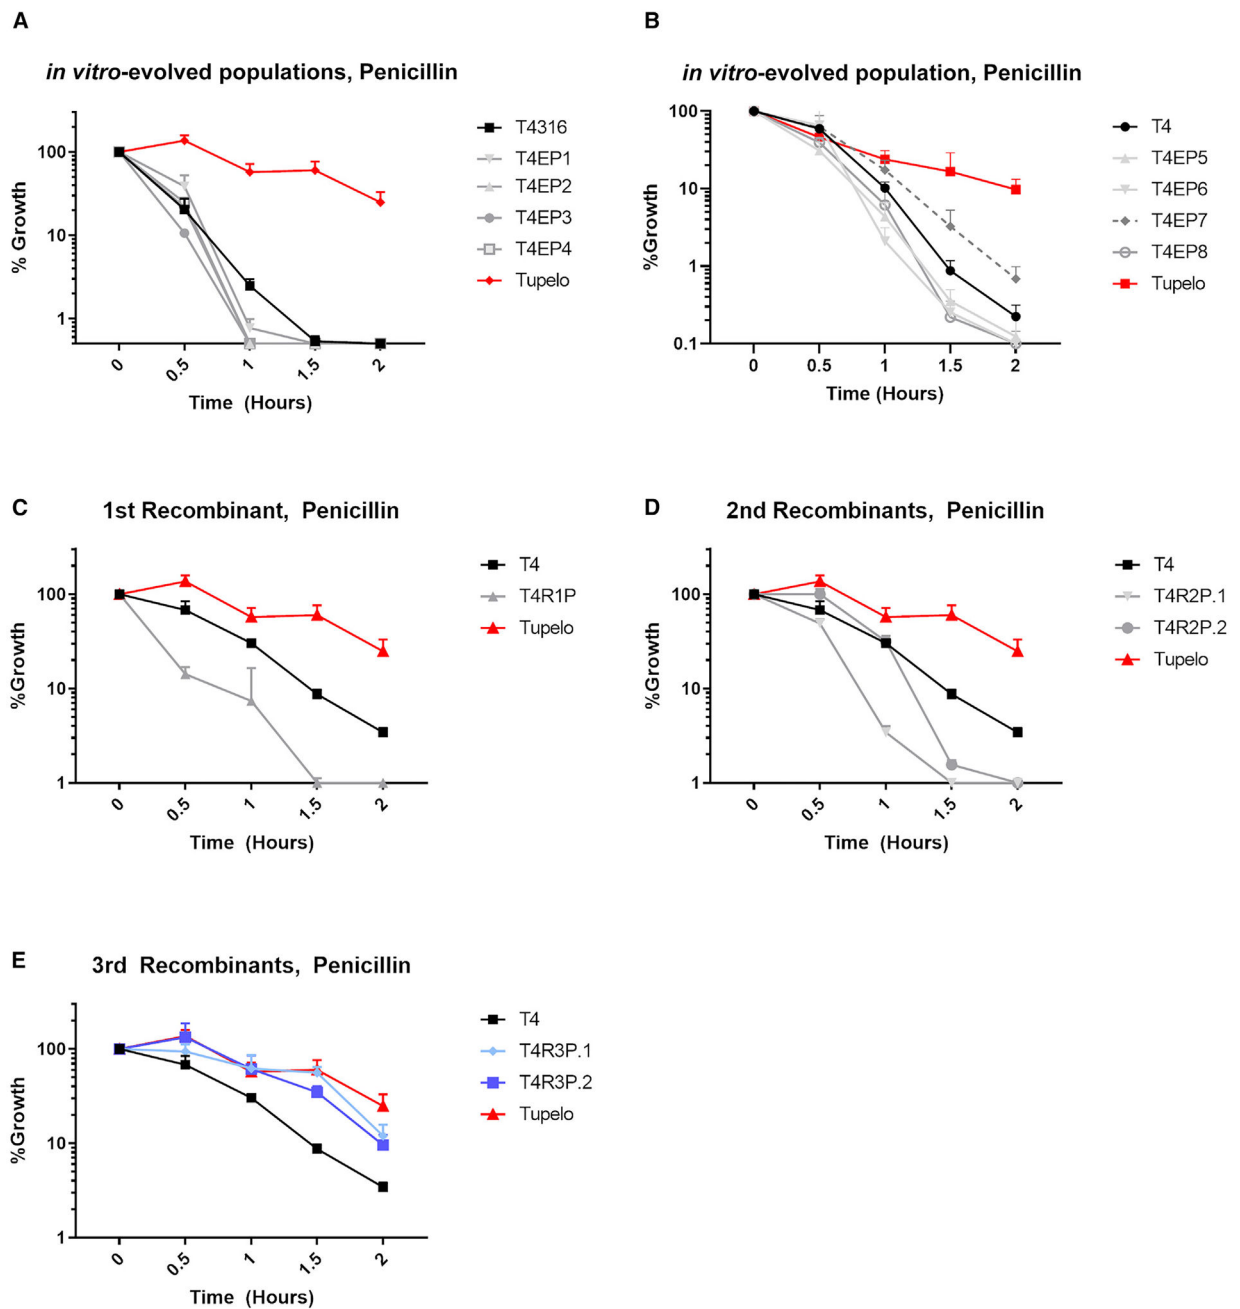 A
in vitro-evolved populations, Penicillin
% Growth
100
10
1
0
0.5
1
1.5
2
Time (Hours)
T4316
T4EP1
T4EP2
T4EP3
T4EP4
Tupelo
B
in vitro-evolved population, Penicillin
%Growth
100
10
1
0.1
0
0.5
1
1.5
2
Time (Hours)
T4
T4EP5
T4EP6
T4EP7
T4EP8
Tupelo
C
1st Recombinant, Penicillin
%Growth
100
10
1
0
0.5
1
1.5
2
Time (Hours)
T4
T4R1P
Tupelo
D
2nd Recombinants, Penicillin
%Growth
100
10
1
0
0.5
1
1.5
2
Time (Hours)
T4
T4R2P.1
T4R2P.2
Tupelo
E
3rd Recombinants, Penicillin
%Growth
100
10
1
0
0.5
1
1.5
2
Time (Hours)
T4
T4R3P.1
T4R3P.2
Tupelo